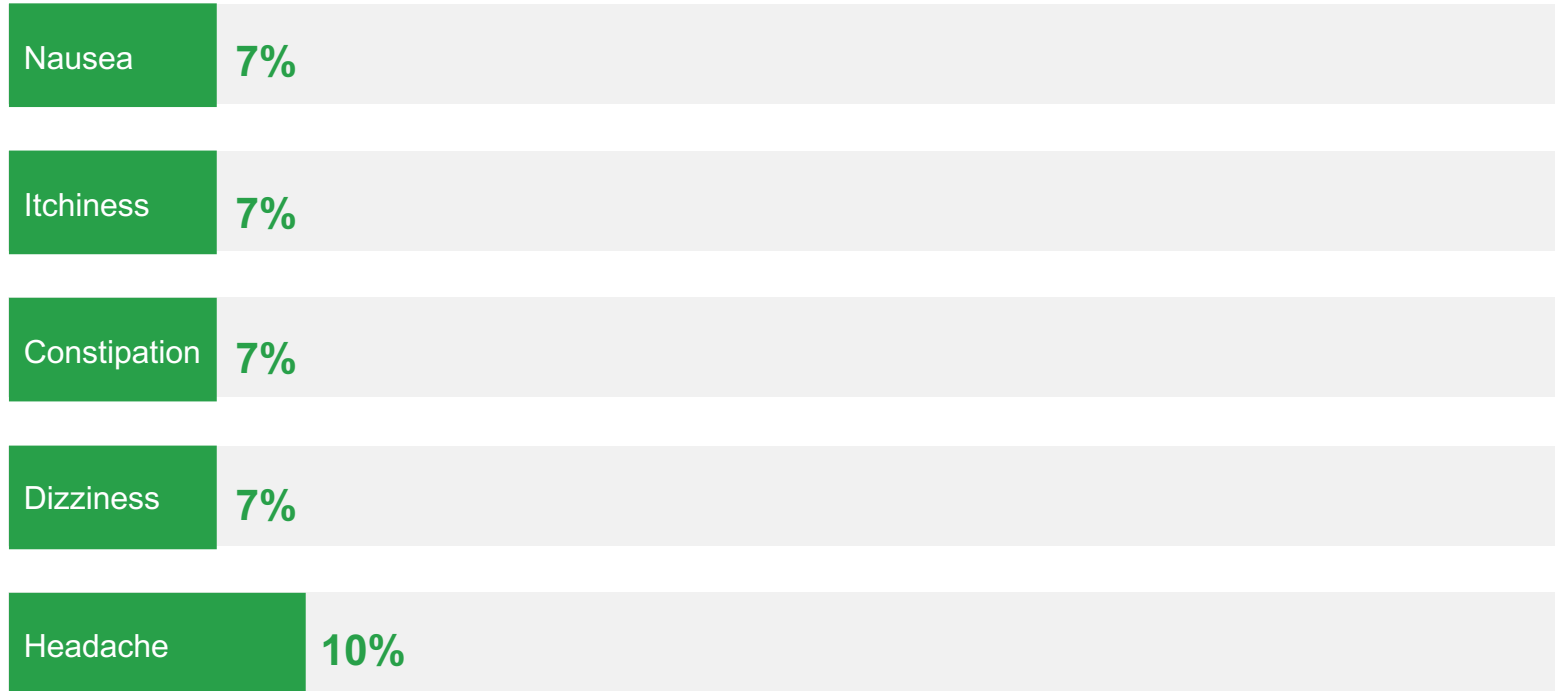 Nausea 7%
Itchiness 7%
Constipation 7%
Dizziness 7%
Headache 10%